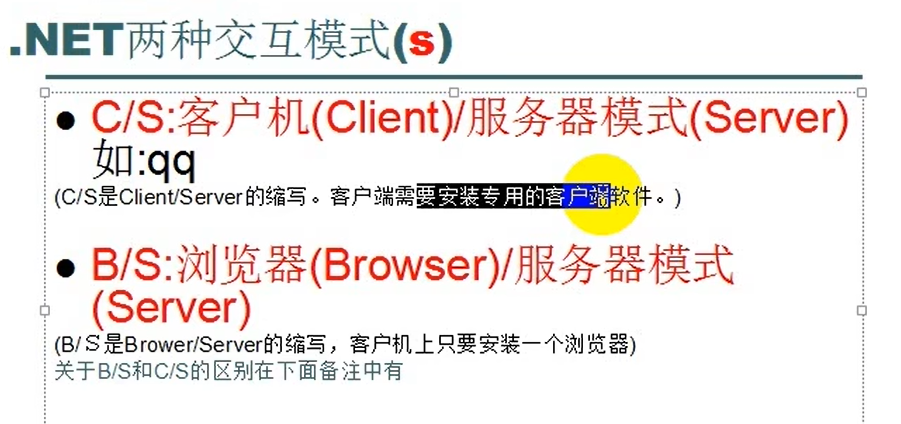 .NET两种交互模式(s)
● C/S:客户机(Client)/服务器模式(Server)
如:qq
(C/S是Client/Server的缩写。客户端需要安装专用的客户端软件。)
● B/S:浏览器(Browser)/服务器模式
(Server)
(B/Ｓ是Brower/Server的缩写，客户机上只要安装一个浏览器)
关于B/S和C/S的区别在下面备注中有